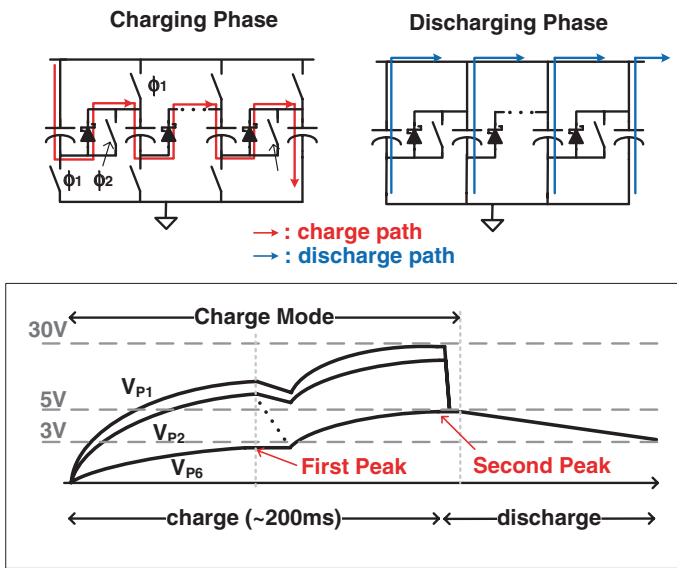 Charging Phase
Discharging Phase
ϕ1
ϕ1 ϕ2
: charge path
: discharge path
Charge Mode
30V
VP1
5V
VP2
3V
VP6
First Peak
Second Peak
charge (~200ms)
discharge